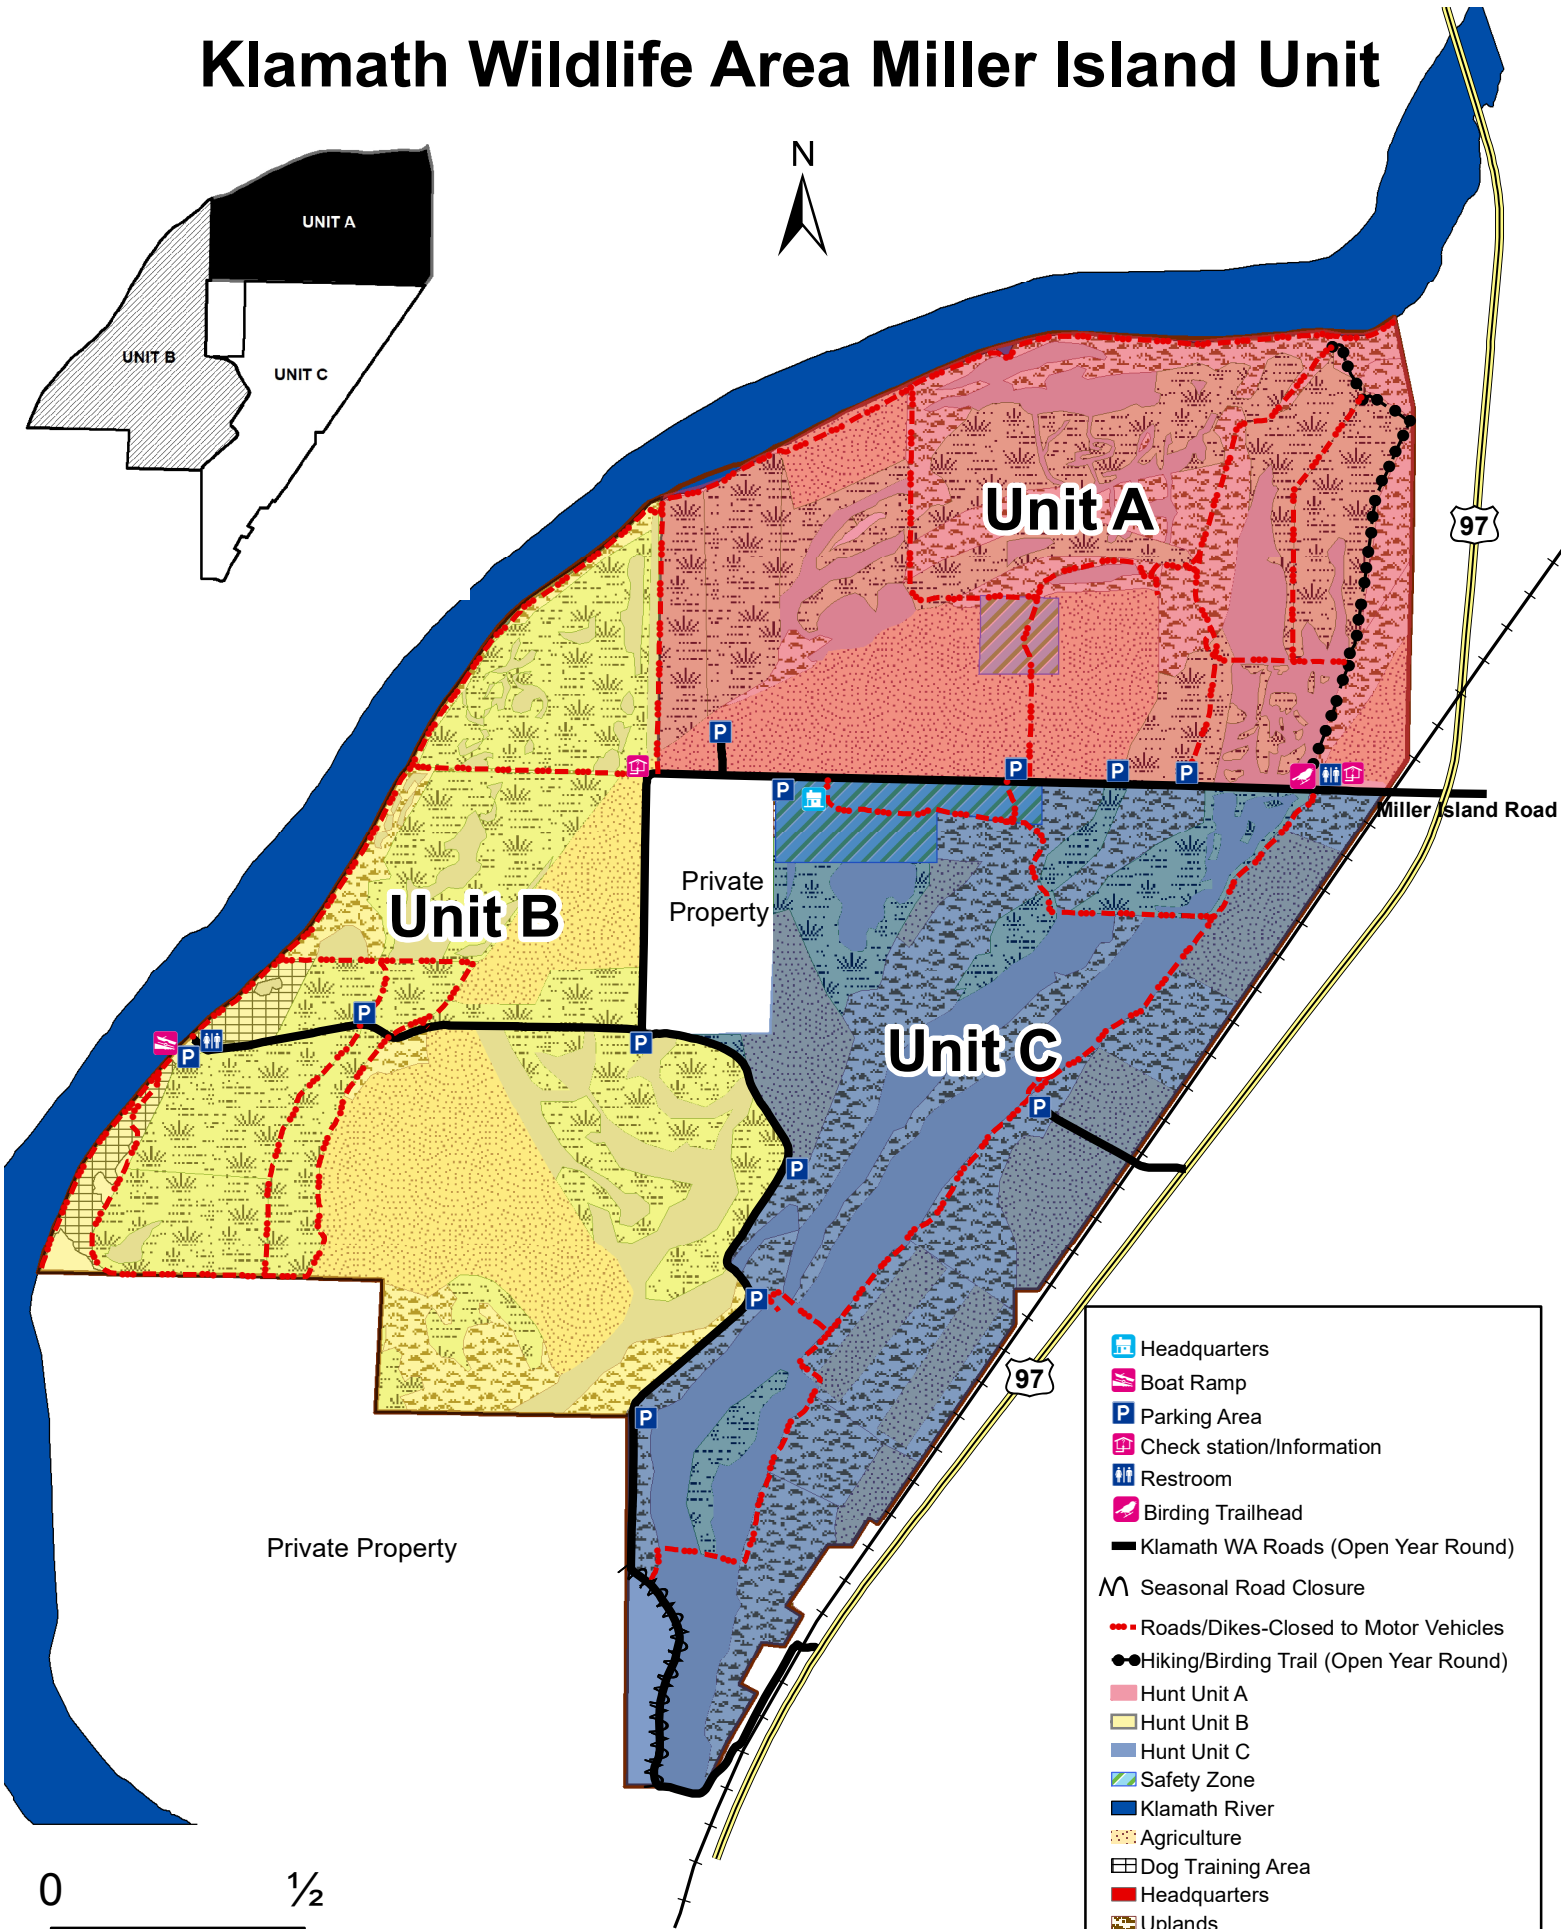 Klamath Wildlife Area Miller Island Unit
N
UNIT A
UNIT B
UNIT C
Unit A
97
Miller Island Road
Private
Property
Unit B
Unit C
P
P
P
P
P
P
P
P
P
P
P
P
P
97
Private Property
Headquarters
Boat Ramp
P Parking Area
Check station/Information
Restroom
Birding Trailhead
Klamath WA Roads (Open Year Round)
Seasonal Road Closure
Roads/Dikes-Closed to Motor Vehicles
Hiking/Birding Trail (Open Year Round)
Hunt Unit A
Hunt Unit B
Hunt Unit C
Safety Zone
Klamath River
Agriculture
Dog Training Area
Headquarters
Uplands
0 ½